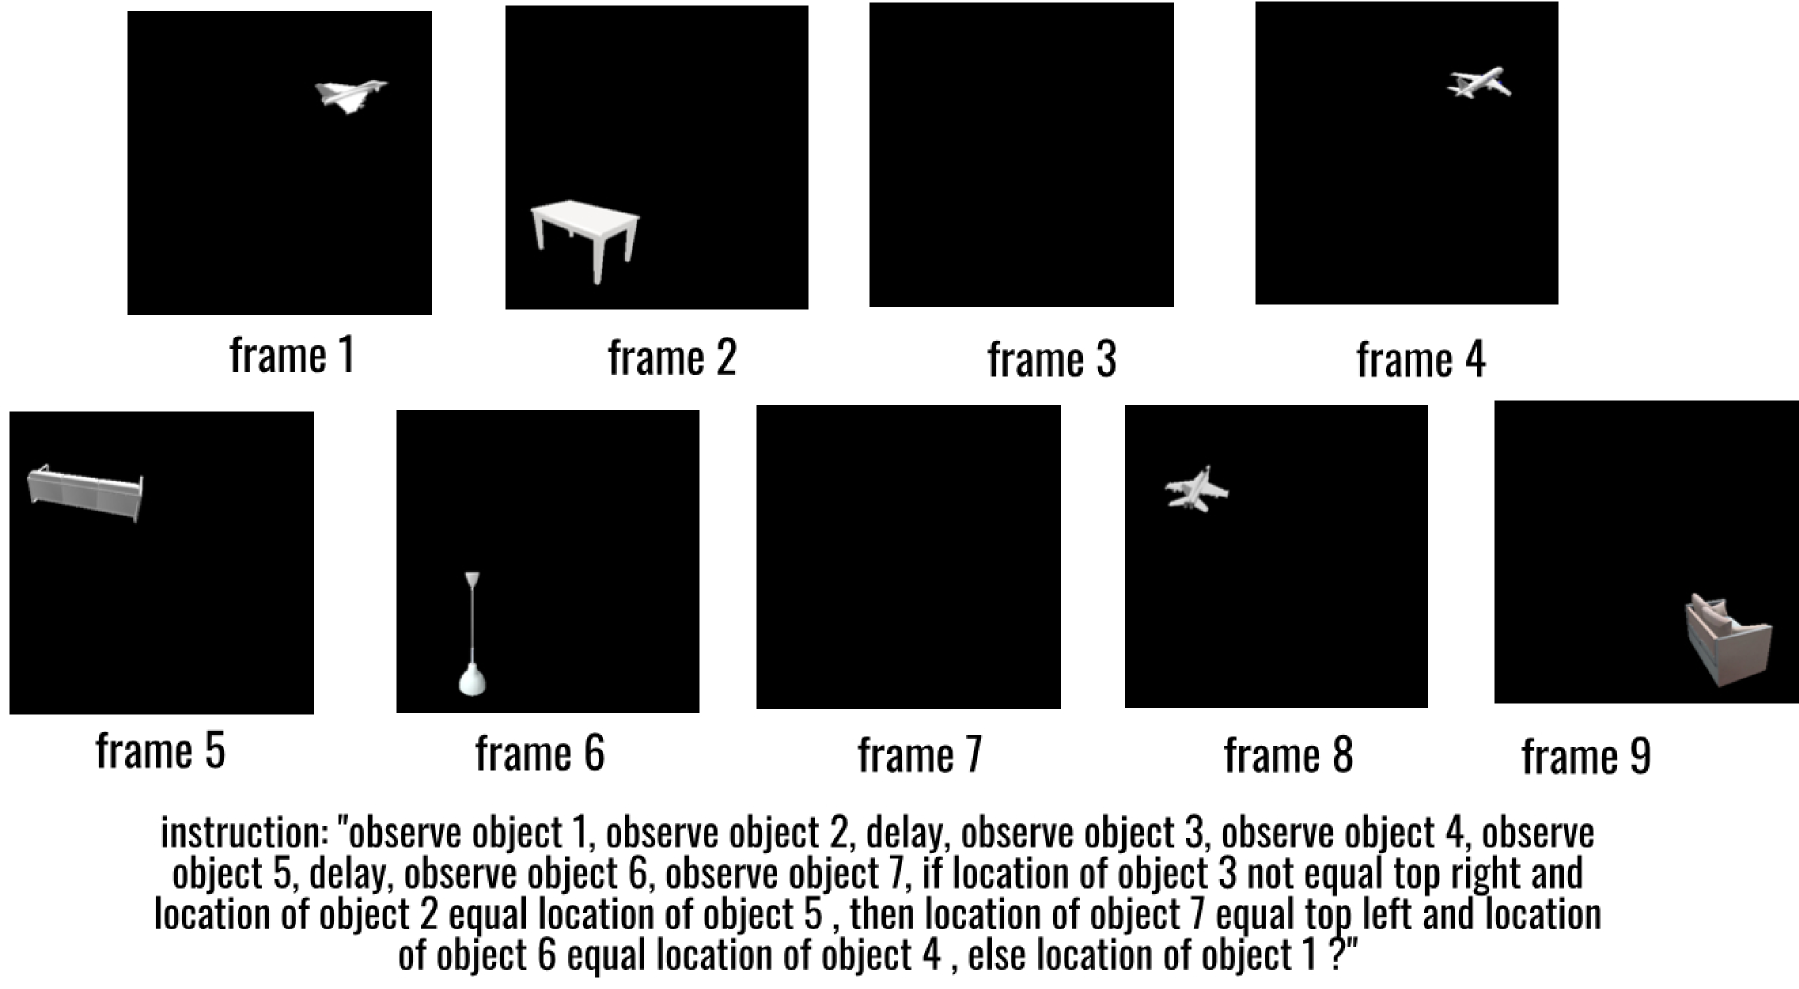 frame 1
frame 2
frame 3
frame 4
frame 5
frame 6
frame 7
frame 8
frame 9
instruction: "observe object 1, observe object 2, delay, observe object 3, observe object 4, observe
object 5, delay, observe object 6, observe object 7, if location of object 3 not equal top right and
location of object 2 equal location of object 5 , then location of object 7 equal top left and location
of object 6 equal location of object 4 , else location of object 1 ?"